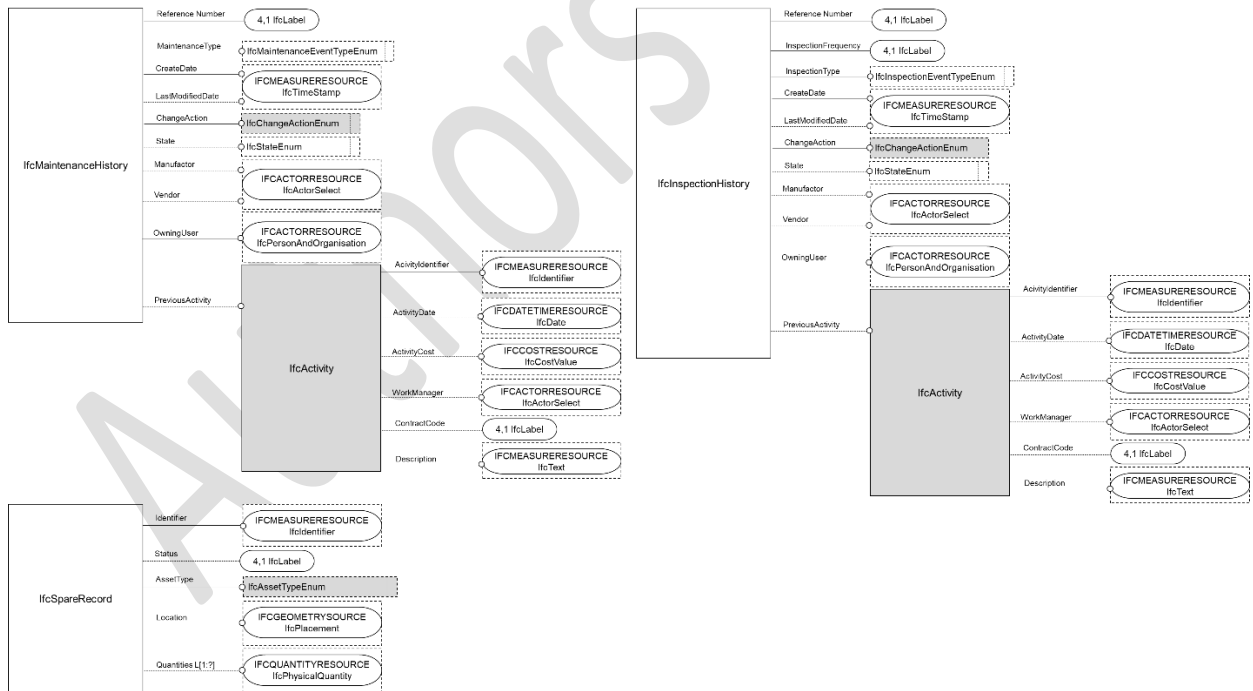 IfcMaintenanceHistory
Reference Number
4,1 IfcLabel
MaintenanceType
IfcMaintenanceEventTypeEnum
CreateDate
IFCMEASURERESOURCE
IfcTimeStamp
LastModifiedDate
ChangeAction
IfcChangeActionEnum
State
IfcStateEnum
Manufactor
IFCACTORRESOURCE
IfcActorSelect
Vendor
OwningUser
IFCACTORRESOURCE
IfcPersonAndOrganisation
PreviousActivity
IfcActivity
AcivityIdentifier
IFCMEASURERESOURCE
IfcIdentifier
ActivityDate
IFCDATETIMERESOURCE
IfcDate
ActivityCost
IFCCOSTRESOURCE
IfcCostValue
WorkManager
IFCACTORRESOURCE
IfcActorSelect
ContractCode
4,1 IfcLabel
Description
IFCMEASURERESOURCE
IfcText
IfcInspectionHistory
Reference Number
4,1 IfcLabel
InspectionFrequency
4,1 IfcLabel
InspectionType
IfcInspectionEventTypeEnum
CreateDate
IFCMEASURERESOURCE
IfcTimeStamp
LastModifiedDate
ChangeAction
IfcChangeActionEnum
State
IfcStateEnum
Manufactor
IFCACTORRESOURCE
IfcActorSelect
Vendor
OwningUser
IFCACTORRESOURCE
IfcPersonAndOrganisation
PreviousActivity
IfcActivity
AcivityIdentifier
IFCMEASURERESOURCE
IfcIdentifier
ActivityDate
IFCDATETIMERESOURCE
IfcDate
ActivityCost
IFCCOSTRESOURCE
IfcCostValue
WorkManager
IFCACTORRESOURCE
IfcActorSelect
ContractCode
4,1 IfcLabel
Description
IFCMEASURERESOURCE
IfcText
IfcSpareRecord
Identifier
IFCMEASURERESOURCE
IfcIdentifier
Status
4,1 IfcLabel
AssetType
IfcAssetTypeEnum
Location
IFCGEOMETRYSOURCE
IfcPlacement
Quantities L[1:?]
IFCQUANTITYRESOURCE
IfcPhysicalQuantity
Authors